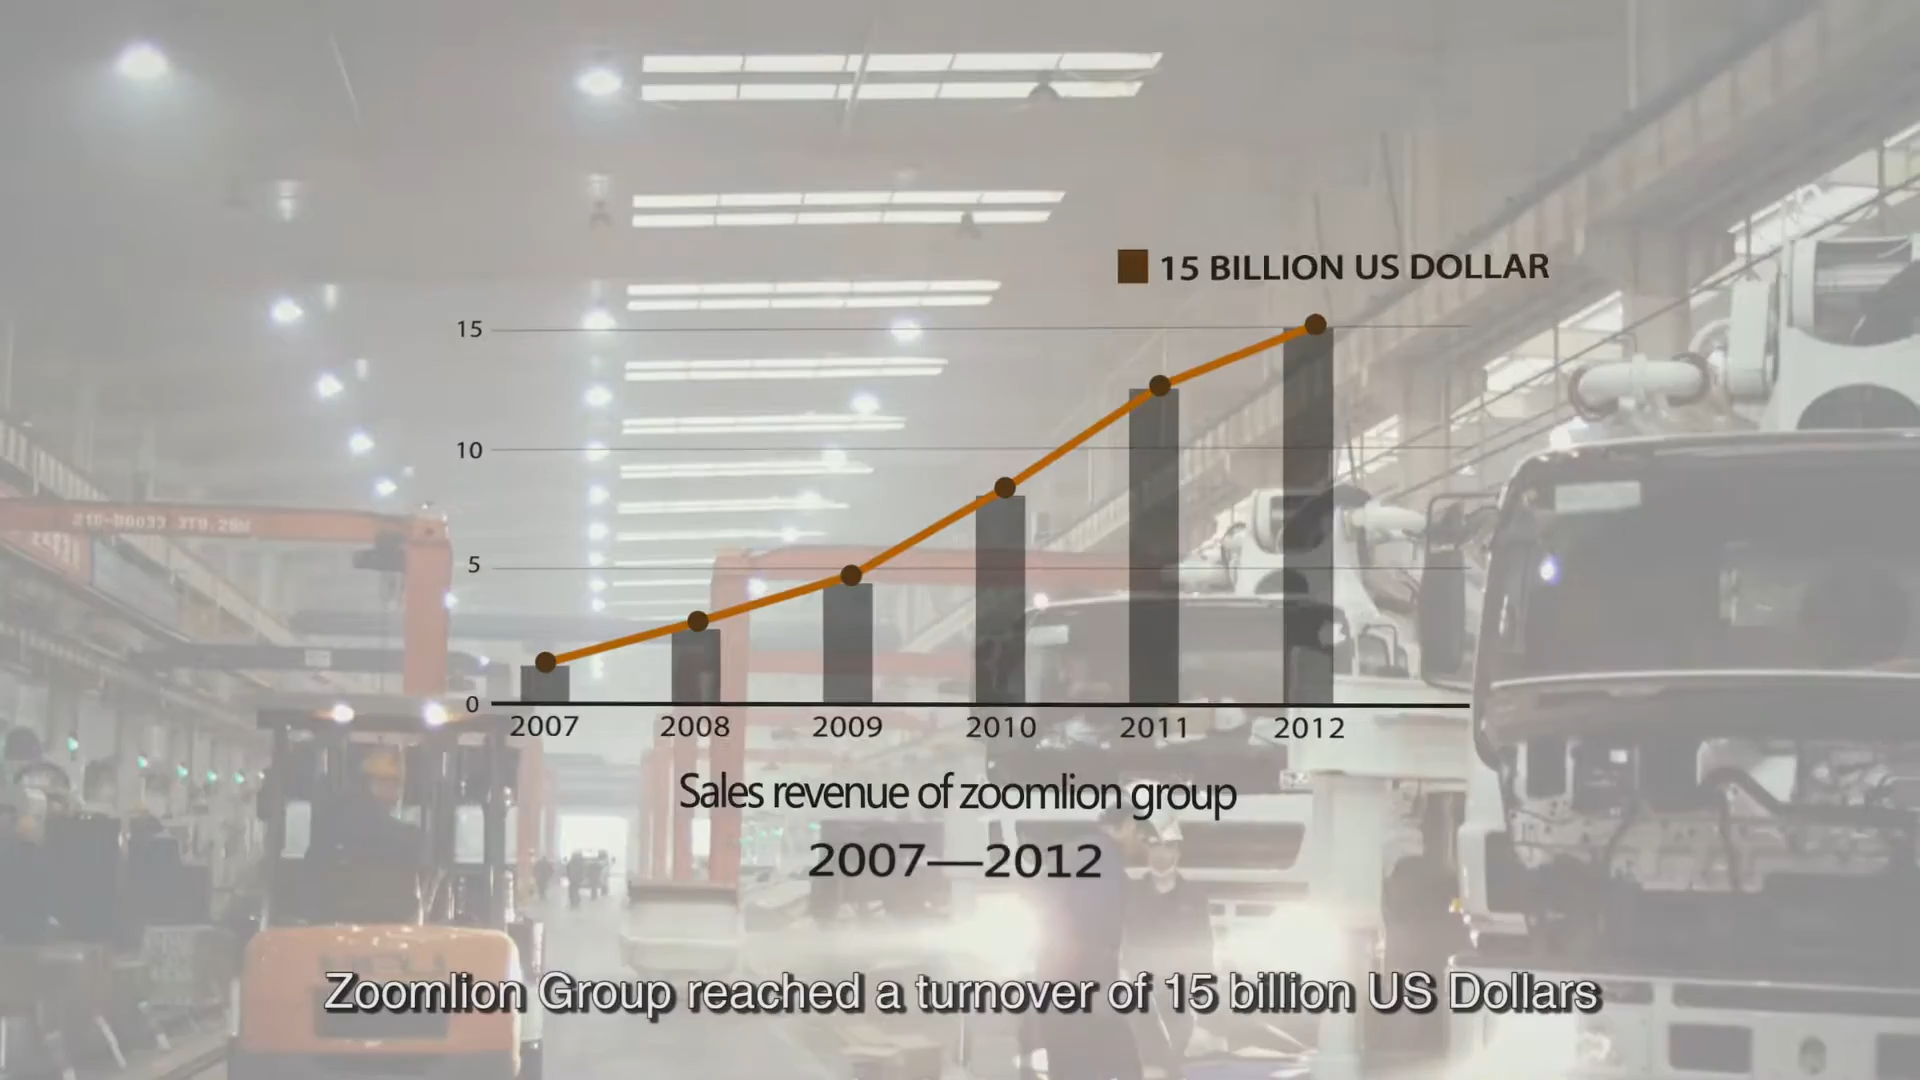 15 BILLION US DOLLAR
15
10
5
0
2007 2008 2009 2010 2011 2012
Sales revenue of zoomlion group
2007—2012
Zoomlion Group reached a turnover of 15 billion US Dollars